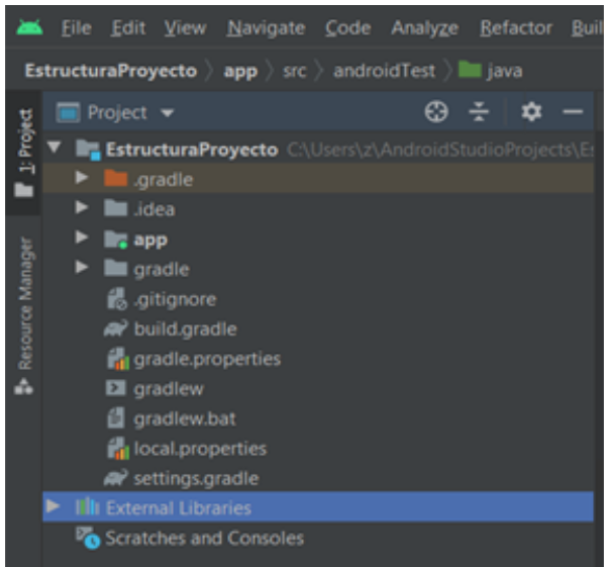 File Edit View Navigate Code Analyze Refactor Buil
EstructuraProyecto app src androidTest java
Project
1: Project
Resource Manager
EstructuraProyecto C:\Users\z\AndroidStudioProjects\Es
.gradle
.idea
app
gradle
.gitignore
build.gradle
gradle.properties
gradlew
gradlew.bat
local.properties
settings.gradle
External Libraries
Scratches and Consoles